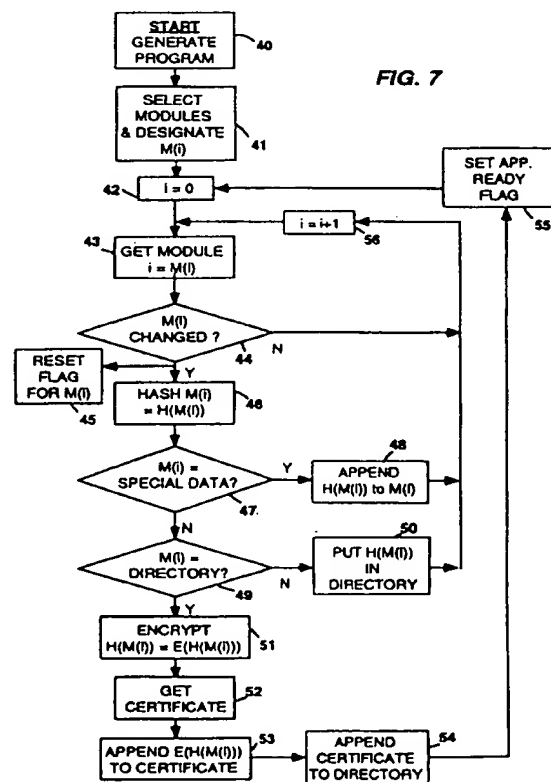 START
GENERATE
PROGRAM
40
FIG. 7
SELECT
MODULES
& DESIGNATE
M(i)
41
SET APP.
READY
FLAG
55
42
i = 0
i = i+1
56
43
GET MODULE
i = M(i)
M(i)
CHANGED ?
44
N
RESET
FLAG
FOR M(i)
45
Y
HASH M(i)
= H(M(i))
46
M(i) =
SPECIAL DATA?
47
Y
48
APPEND
H(M(i)) to M(i)
N
M(i) =
DIRECTORY?
49
N
50
PUT H(M(i))
IN
DIRECTORY
Y
ENCRYPT
H(M(i)) = E(H(M(i)))
51
GET
CERTIFICATE
52
APPEND E(H(M(i)))
TO CERTIFICATE
53
54
APPEND
CERTIFICATE
TO DIRECTORY